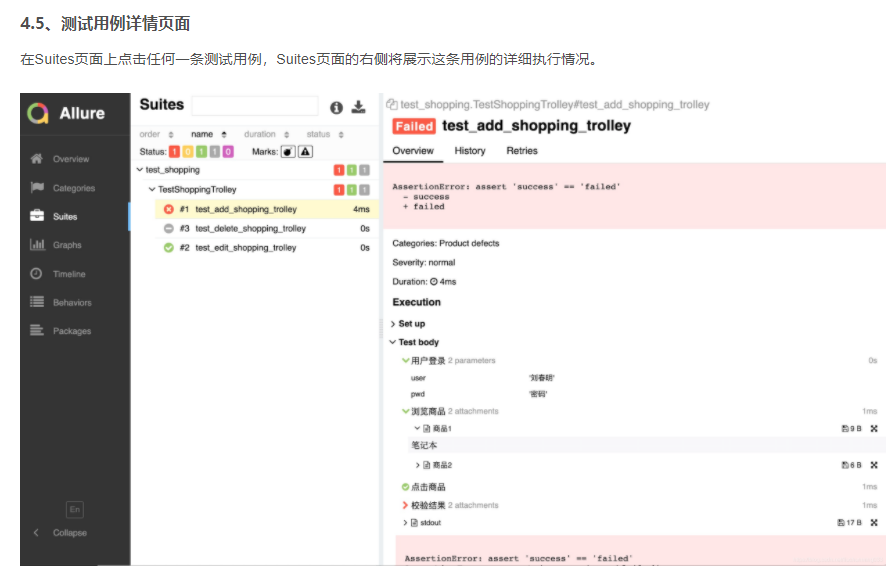 4.5、测试用例详情页面
在Suites页面上点击任何一条测试用例，Suites页面的右侧将展示这条用例的详细执行情况。
Allure
Overview
Categories
Suites
Graphs
Timeline
Behaviors
Packages
En
Collapse
Suites
order name duration status
Status: 1 0 1 1 0 Marks:
test_shopping 1 1 1
TestShoppingTrolley 1 1 1
#1 test_add_shopping_trolley 4ms
#3 test_delete_shopping_trolley 0s
#2 test_edit_shopping_trolley 0s
test_shopping.TestShoppingTrolley#test_add_shopping_trolley
Failed test_add_shopping_trolley
Overview History Retries
AssertionError: assert 'success' == 'failed'
- success
+ failed
Categories: Product defects
Severity: normal
Duration: 4ms
Execution
Set up
Test body
用户登录 2 parameters 0s
user '刘春明'
pwd '密码'
浏览商品 2 attachments 1ms
商品1 9 B
笔记本
商品2 6 B
点击商品 1ms
校验结果 2 attachments 1ms
stdout 17 B
AssertionError: assert 'success' == 'failed'